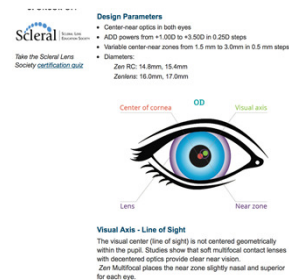 Design Parameters
• Center-near optics in both eyes
• ADD powers from +1.00D to +3.50D in 0.25D steps
• Variable center-near zones from 1.5 mm to 3.0mm in 0.5 mm steps
• Diameters:
Zen RC: 14.8mm, 15.4mm
Zenlens: 16.0mm, 17.0mm
Scleral
Take the Scleral Lens
Society certification quiz
OD
Center of cornea
Visual axis
Lens
Near zone
Visual Axis - Line of Sight
The visual center (line of sight) is not centered geometrically
within the pupil. Studies show that soft multifocal contact lenses
with decentered optics provide clear near vision.
Zen Multifocal places the near zone slightly nasal and superior
for each eye.